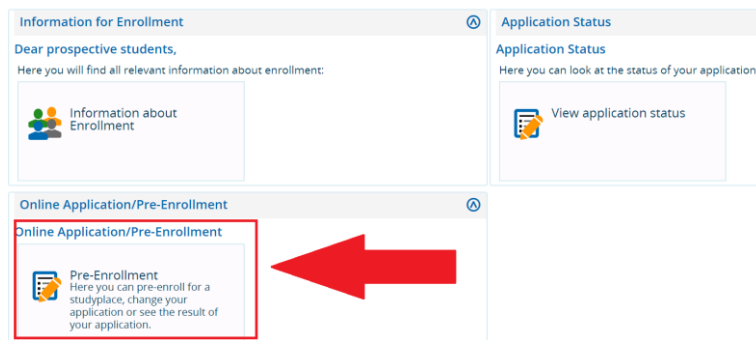 Information for Enrollment
Dear prospective students,
Here you will find all relevant information about enrollment:
Information about
Enrollment
Application Status
Application Status
Here you can look at the status of your application
View application status
Online Application/Pre-Enrollment
Online Application/Pre-Enrollment
Pre-Enrollment
Here you can pre-enroll for a
studyplace, change your
application or see the result of
your application.